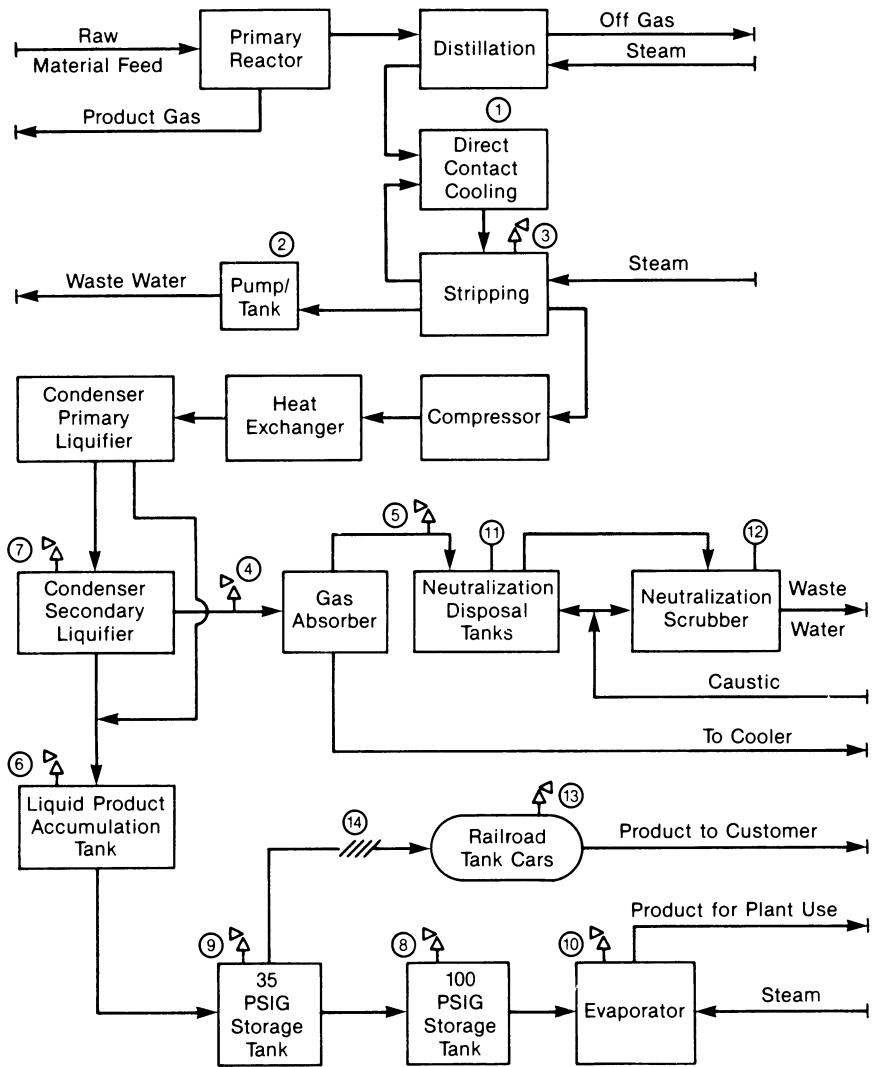 Raw
Material Feed
Primary
Reactor
Distillation
Off Gas
Steam
Product Gas
1
Direct
Contact
Cooling
2
3
Waste Water
Pump/
Tank
Stripping
Steam
Condenser
Primary
Liquifier
Heat
Exchanger
Compressor
7
Condenser
Secondary
Liquifier
4
Gas
Absorber
5
11
Neutralization
Disposal
Tanks
12
Neutralization
Scrubber
Waste
Water
Caustic
To Cooler
6
Liquid Product
Accumulation
Tank
14
13
Railroad
Tank Cars
Product to Customer
Product for Plant Use
9
35
PSIG
Storage
Tank
8
100
PSIG
Storage
Tank
10
Evaporator
Steam